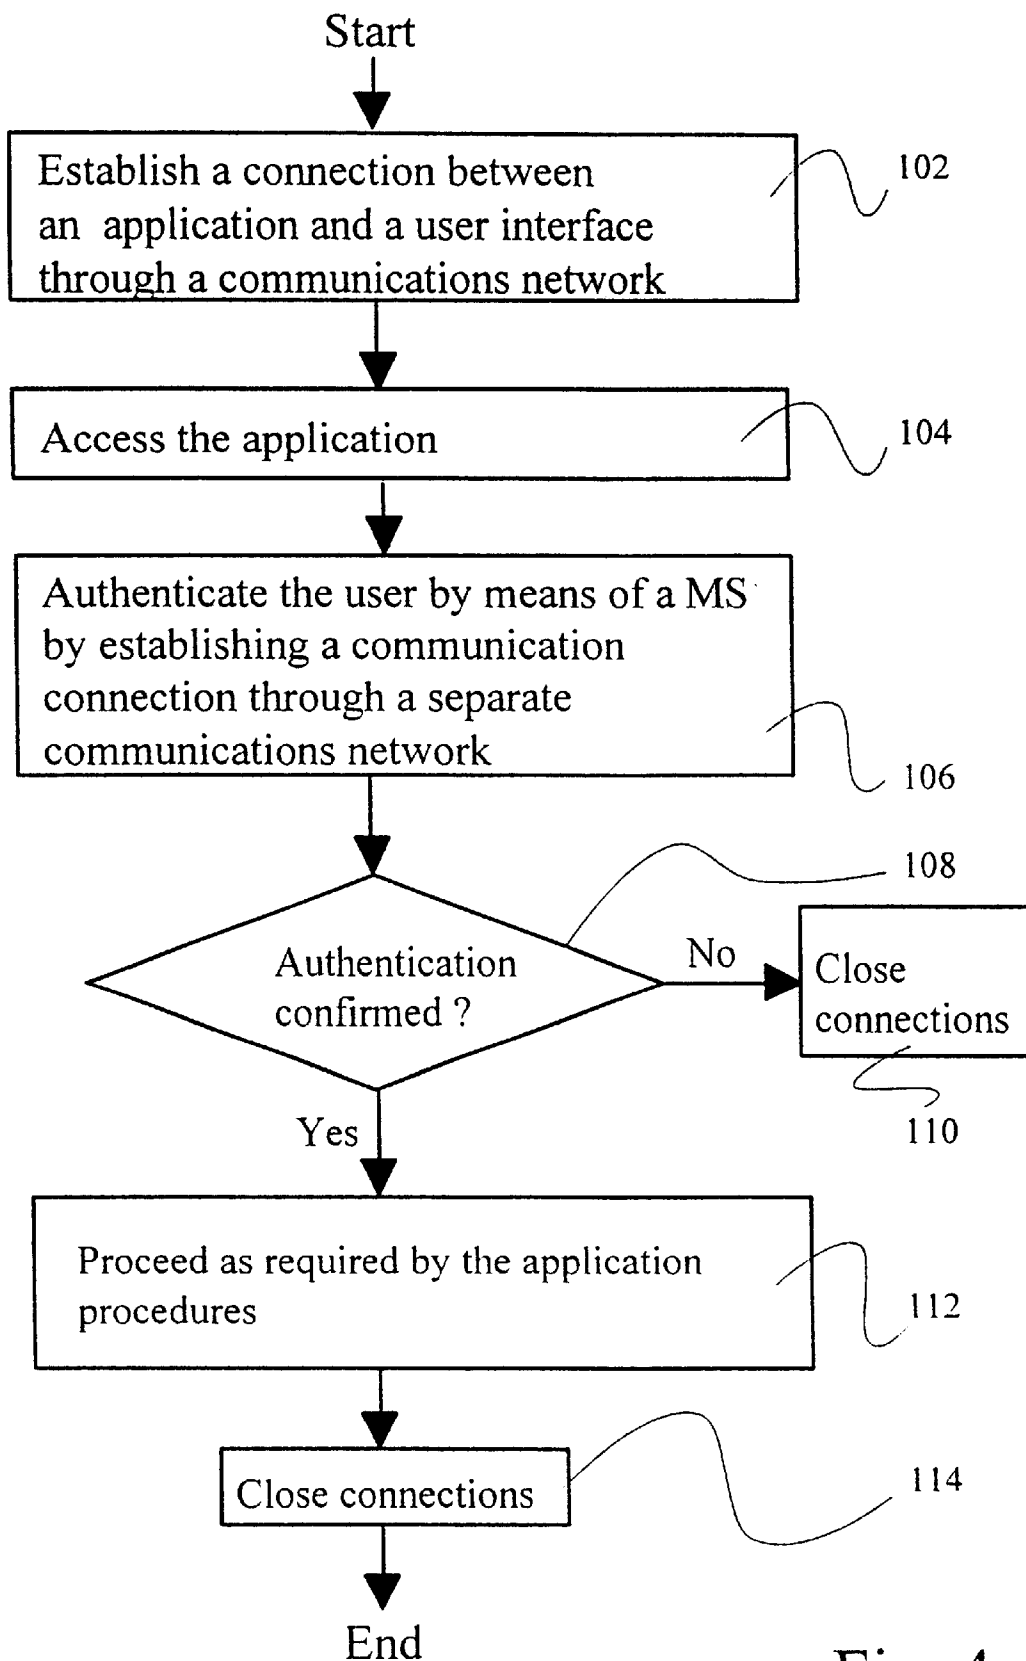 Start
Establish a connection between
an application and a user interface
through a communications network
102
Access the application
104
Authenticate the user by means of a MS
by establishing a communication
connection through a separate
communications network
106
108
Authentication
confirmed ?
No
Close
connections
110
Yes
Proceed as required by the application
procedures
112
Close connections
114
End